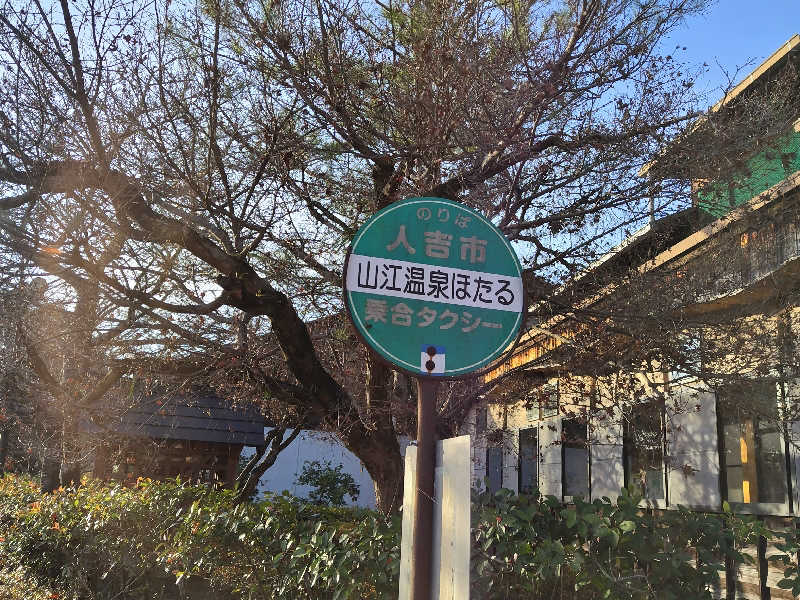 のりば
人吉市
山江温泉ほたる
乗合タクシー